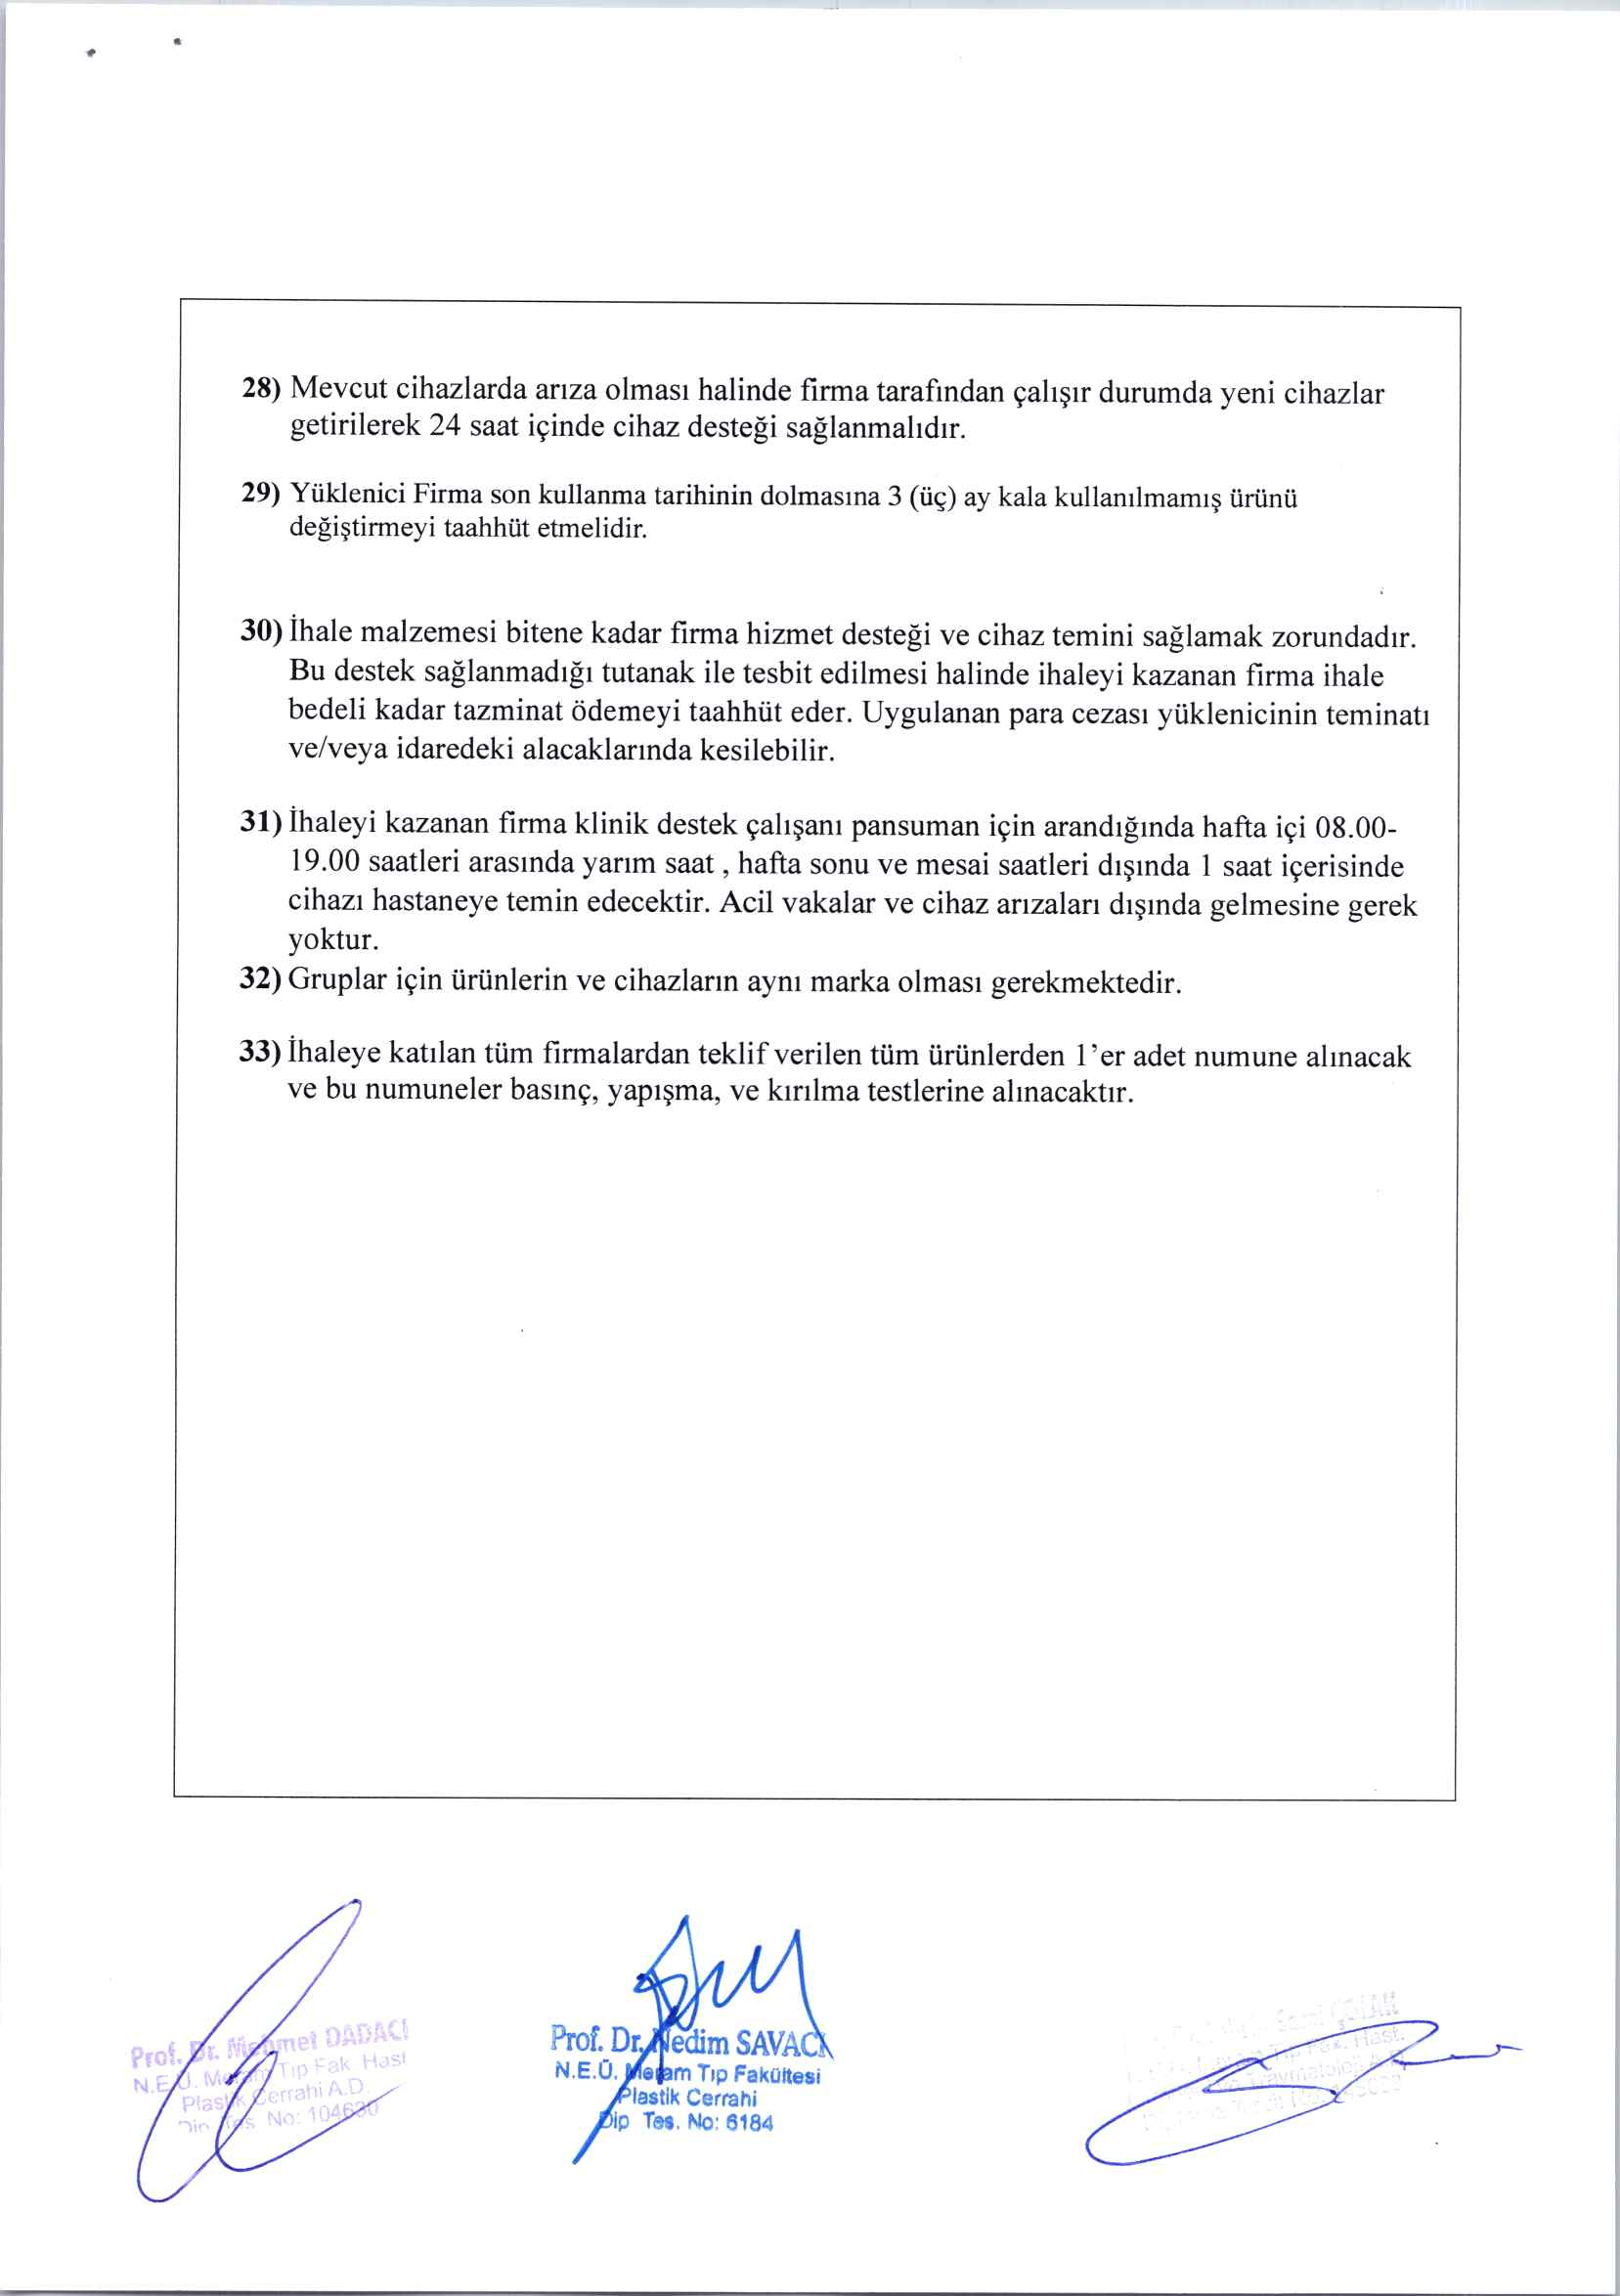 28) Mevcut cihazlarda arıza olması halinde firma tarafından çalışır durumda yeni cihazlar
getirilerek 24 saat içinde cihaz desteği sağlanmalıdır.
29) Yüklenici Firma son kullanma tarihinin dolmasına 3 (üç) ay kala kullanılmamış ürünü
değiştirmeyi taahhüt etmelidir.
30) İhale malzemesi bitene kadar firma hizmet desteği ve cihaz temini sağlamak zorundadır.
Bu destek sağlanmadığı tutanak ile tesbit edilmesi halinde ihaleyi kazanan firma ihale
bedeli kadar tazminat ödemeyi taahhüt eder. Uygulanan para cezası yüklenicinin teminatı
ve/veya idaredeki alacaklarında kesilebilir.
31) İhaleyi kazanan firma klinik destek çalışanı pansuman için arandığında hafta içi 08.00-
19.00 saatleri arasında yarım saat , hafta sonu ve mesai saatleri dışında 1 saat içerisinde
cihazı hastaneye temin edecektir. Acil vakalar ve cihaz arızaları dışında gelmesine gerek
yoktur.
32) Gruplar için ürünlerin ve cihazların aynı marka olması gerekmektedir.
33) İhaleye katılan tüm firmalardan teklif verilen tüm ürünlerden 1'er adet numune alınacak
ve bu numuneler basınç, yapışma, ve kırılma testlerine alınacaktır.
Prof. Dr. Mehmet DADACI
N.E.Ü. Meram Tıp Fak. Hast
Plastik Cerrahi A.D.
Dip. Tes. No: 104630
Prof. Dr. Nedim SAVACI
N.E.Ü. Meram Tıp Fakültesi
Plastik Cerrahi
Dip Tes. No: 6184
Tıp Fak. Hast.